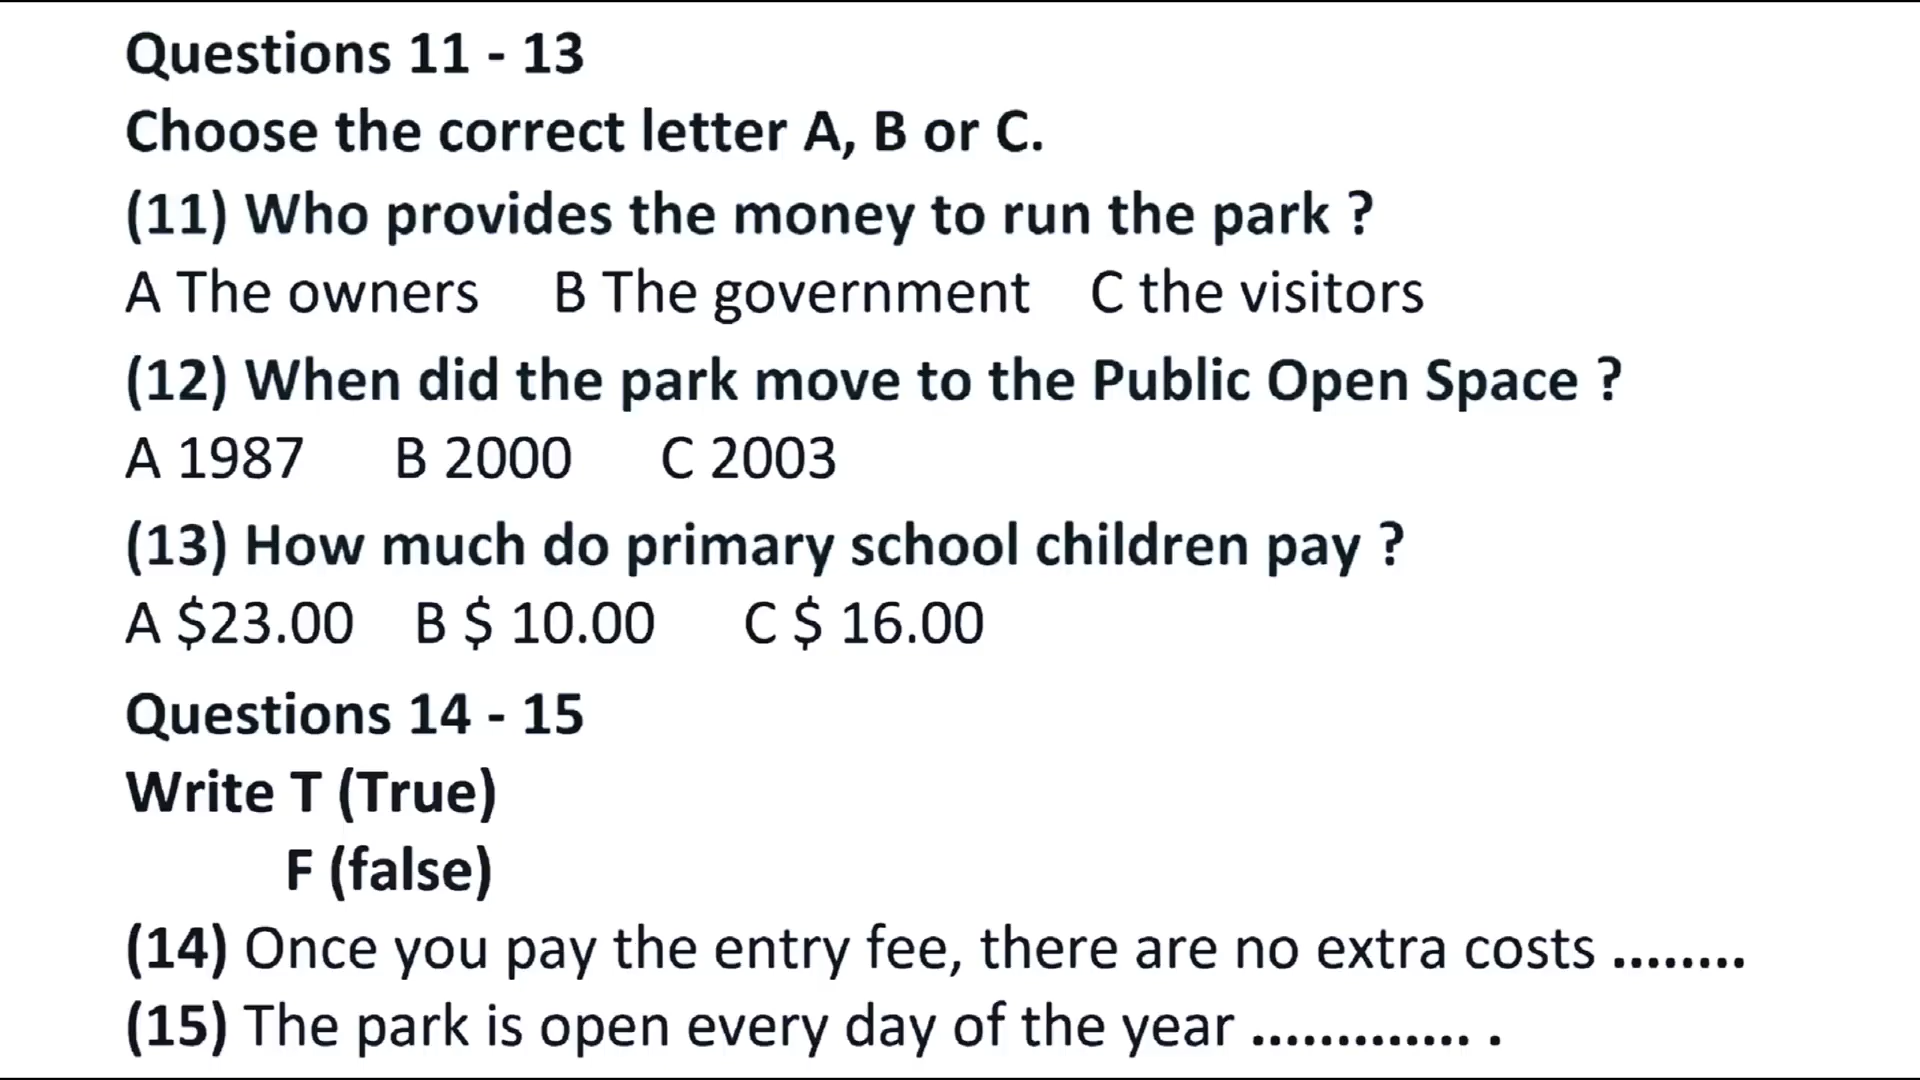 Questions 11 - 13
Choose the correct letter A, B or C.
(11) Who provides the money to run the park ?
A The owners B The government C the visitors
(12) When did the park move to the Public Open Space ?
A 1987 B 2000 C 2003
(13) How much do primary school children pay ?
A $23.00 B $ 10.00 C $ 16.00
Questions 14 - 15
Write T (True)
F (false)
(14) Once you pay the entry fee, there are no extra costs ........
(15) The park is open every day of the year ............. .